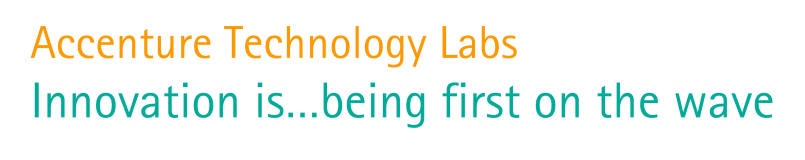 Accenture Technology Labs
Innovation is...being first on the wave